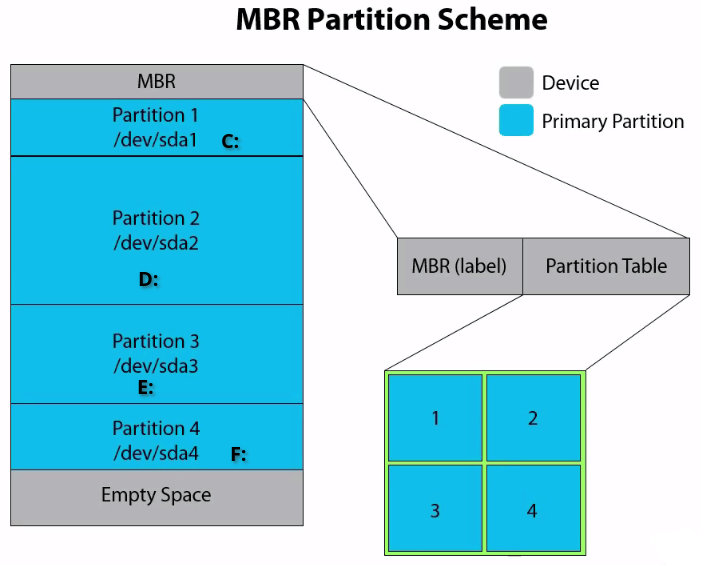 MBR Partition Scheme
MBR
Partition 1
/dev/sda1 C:
Partition 2
/dev/sda2
D:
Partition 3
/dev/sda3
E:
Partition 4
/dev/sda4 F:
Empty Space
Device
Primary Partition
MBR (label) Partition Table
1 2
3 4